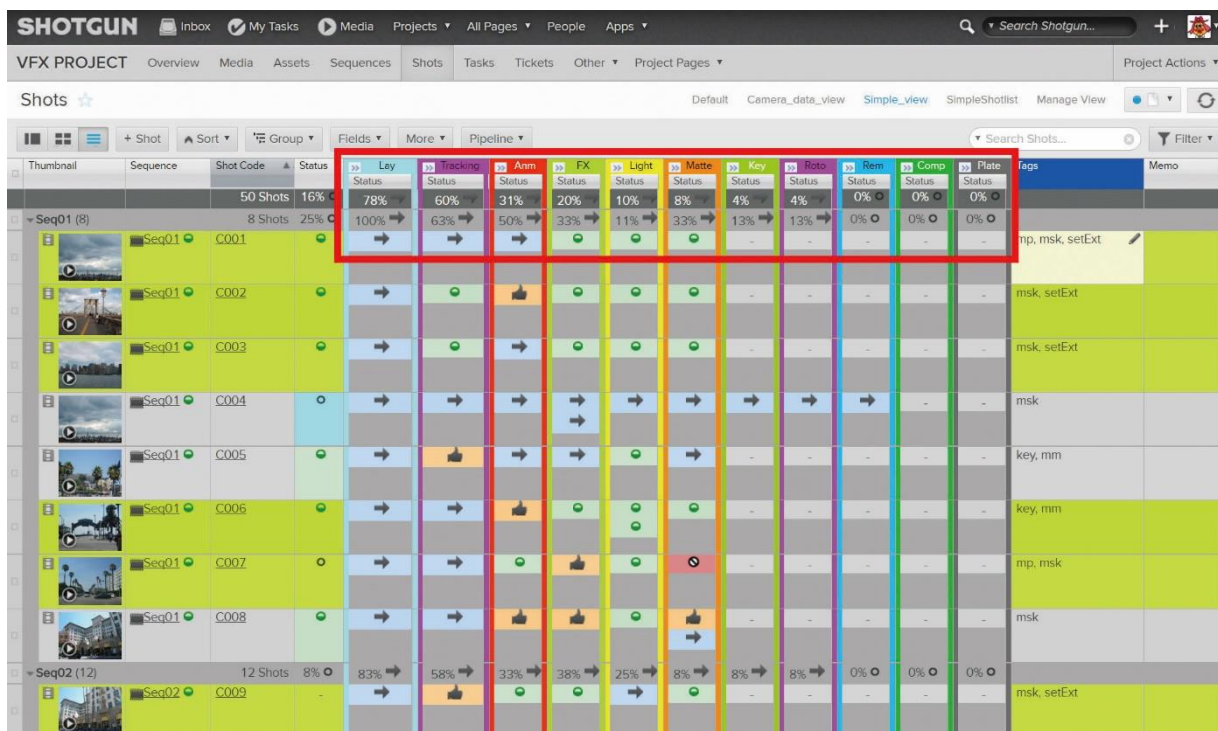 SHOTGUN Inbox My Tasks Media Projects All Pages People Apps Search Shotgun...
VFX PROJECT Overview Media Assets Sequences Shots Tasks Tickets Other Project Pages Project Actions
Shots Default Camera_data_view Simple_view SimpleShotlist Manage View
+ Shot Sort Group Fields More Pipeline Search Shots... Filter
Thumbnail Sequence Shot Code Status Lay Tracking Anm FX Light Matte Key Roto Rem Comp Plate Tags Memo
Status Status Status Status Status Status Status Status Status Status Status
50 Shots 16% 78% 60% 31% 20% 10% 8% 4% 4% 0% 0% 0%
Seq01 (8) 8 Shots 25% 100% 63% 50% 33% 11% 33% 13% 13% 0% 0% 0%
Seq01 C001 - - - - - mp, msk, setExt
Seq01 C002 - - - - - msk, setExt
Seq01 C003 - - - - - msk, setExt
Seq01 C004 - - msk
Seq01 C005 - - - - - key, mm
Seq01 C006 - - - - - key, mm
Seq01 C007 - - - - - mp, msk
Seq01 C008 - - - - - msk
Seq02 (12) 12 Shots 8% 83% 58% 33% 38% 25% 8% 8% 8% 0% 0% 0%
Seq02 C009 - - - - - - msk, setExt